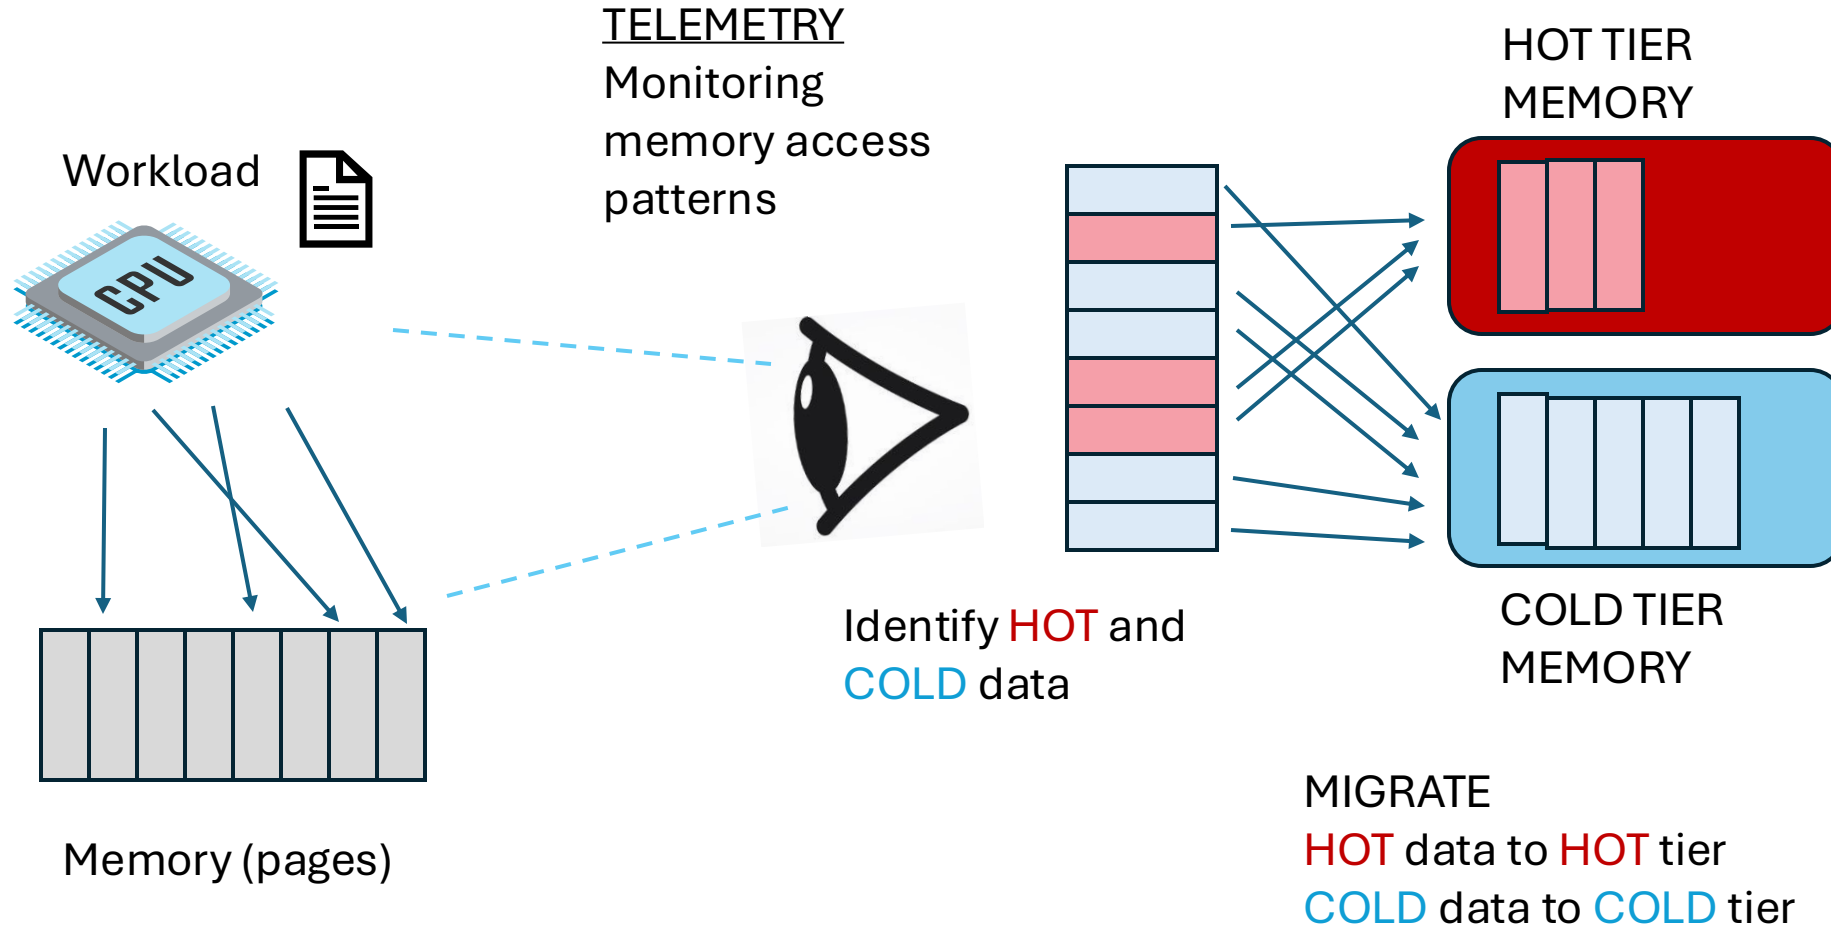 TELEMETRY
Monitoring
memory access
patterns
Workload
CPU
Memory (pages)
Identify HOT and
COLD data
HOT TIER
MEMORY
COLD TIER
MEMORY
MIGRATE
HOT data to HOT tier
COLD data to COLD tier